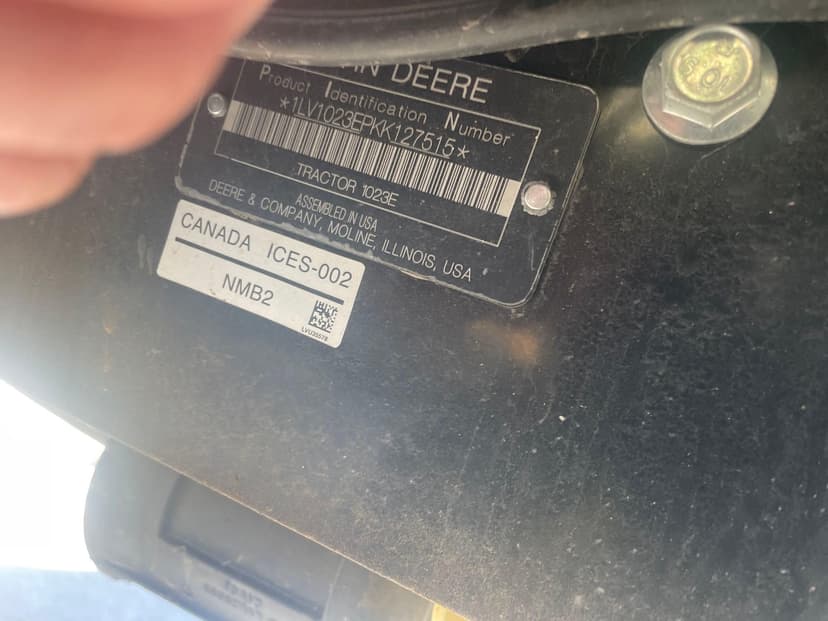 DEERE
Product Identification Number
*1LV1023EPKK127515*
TRACTOR 1023E
ASSEMBLED IN USA
DEERE & COMPANY, MOLINE, ILLINOIS, USA
CANADA ICES-002
NMB2